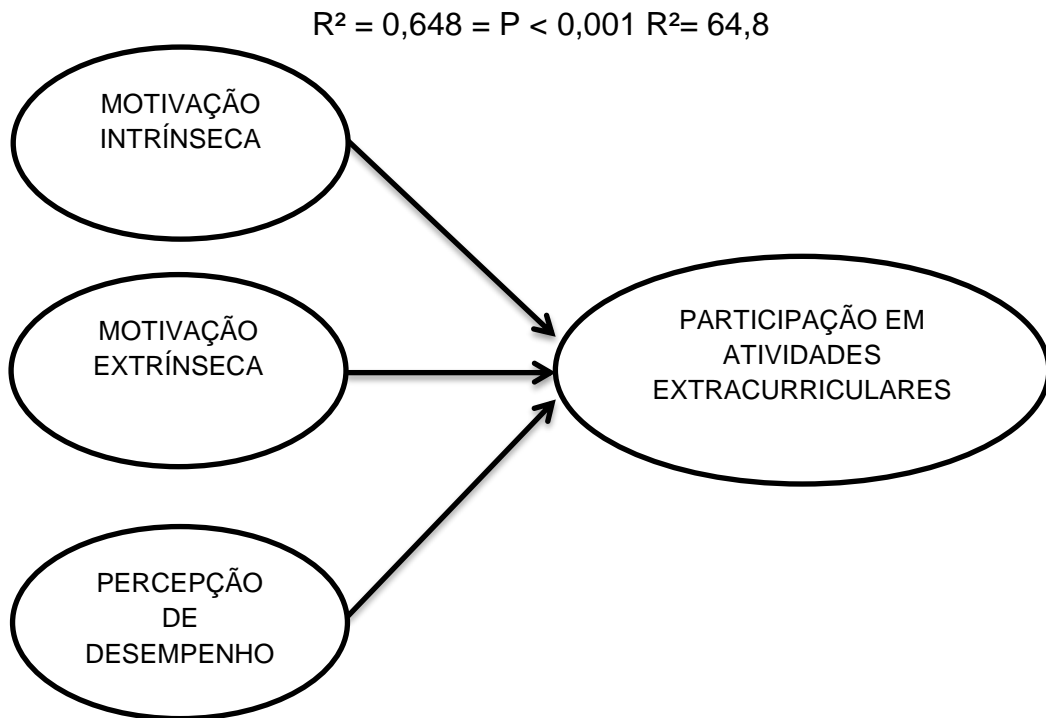 R² = 0,648 = P < 0,001 R²= 64,8
MOTIVAÇÃO
INTRÍNSECA
MOTIVAÇÃO
EXTRÍNSECA
PARTICIPAÇÃO EM
ATIVIDADES
EXTRACURRICULARES
PERCEPÇÃO
DE
DESEMPENHO